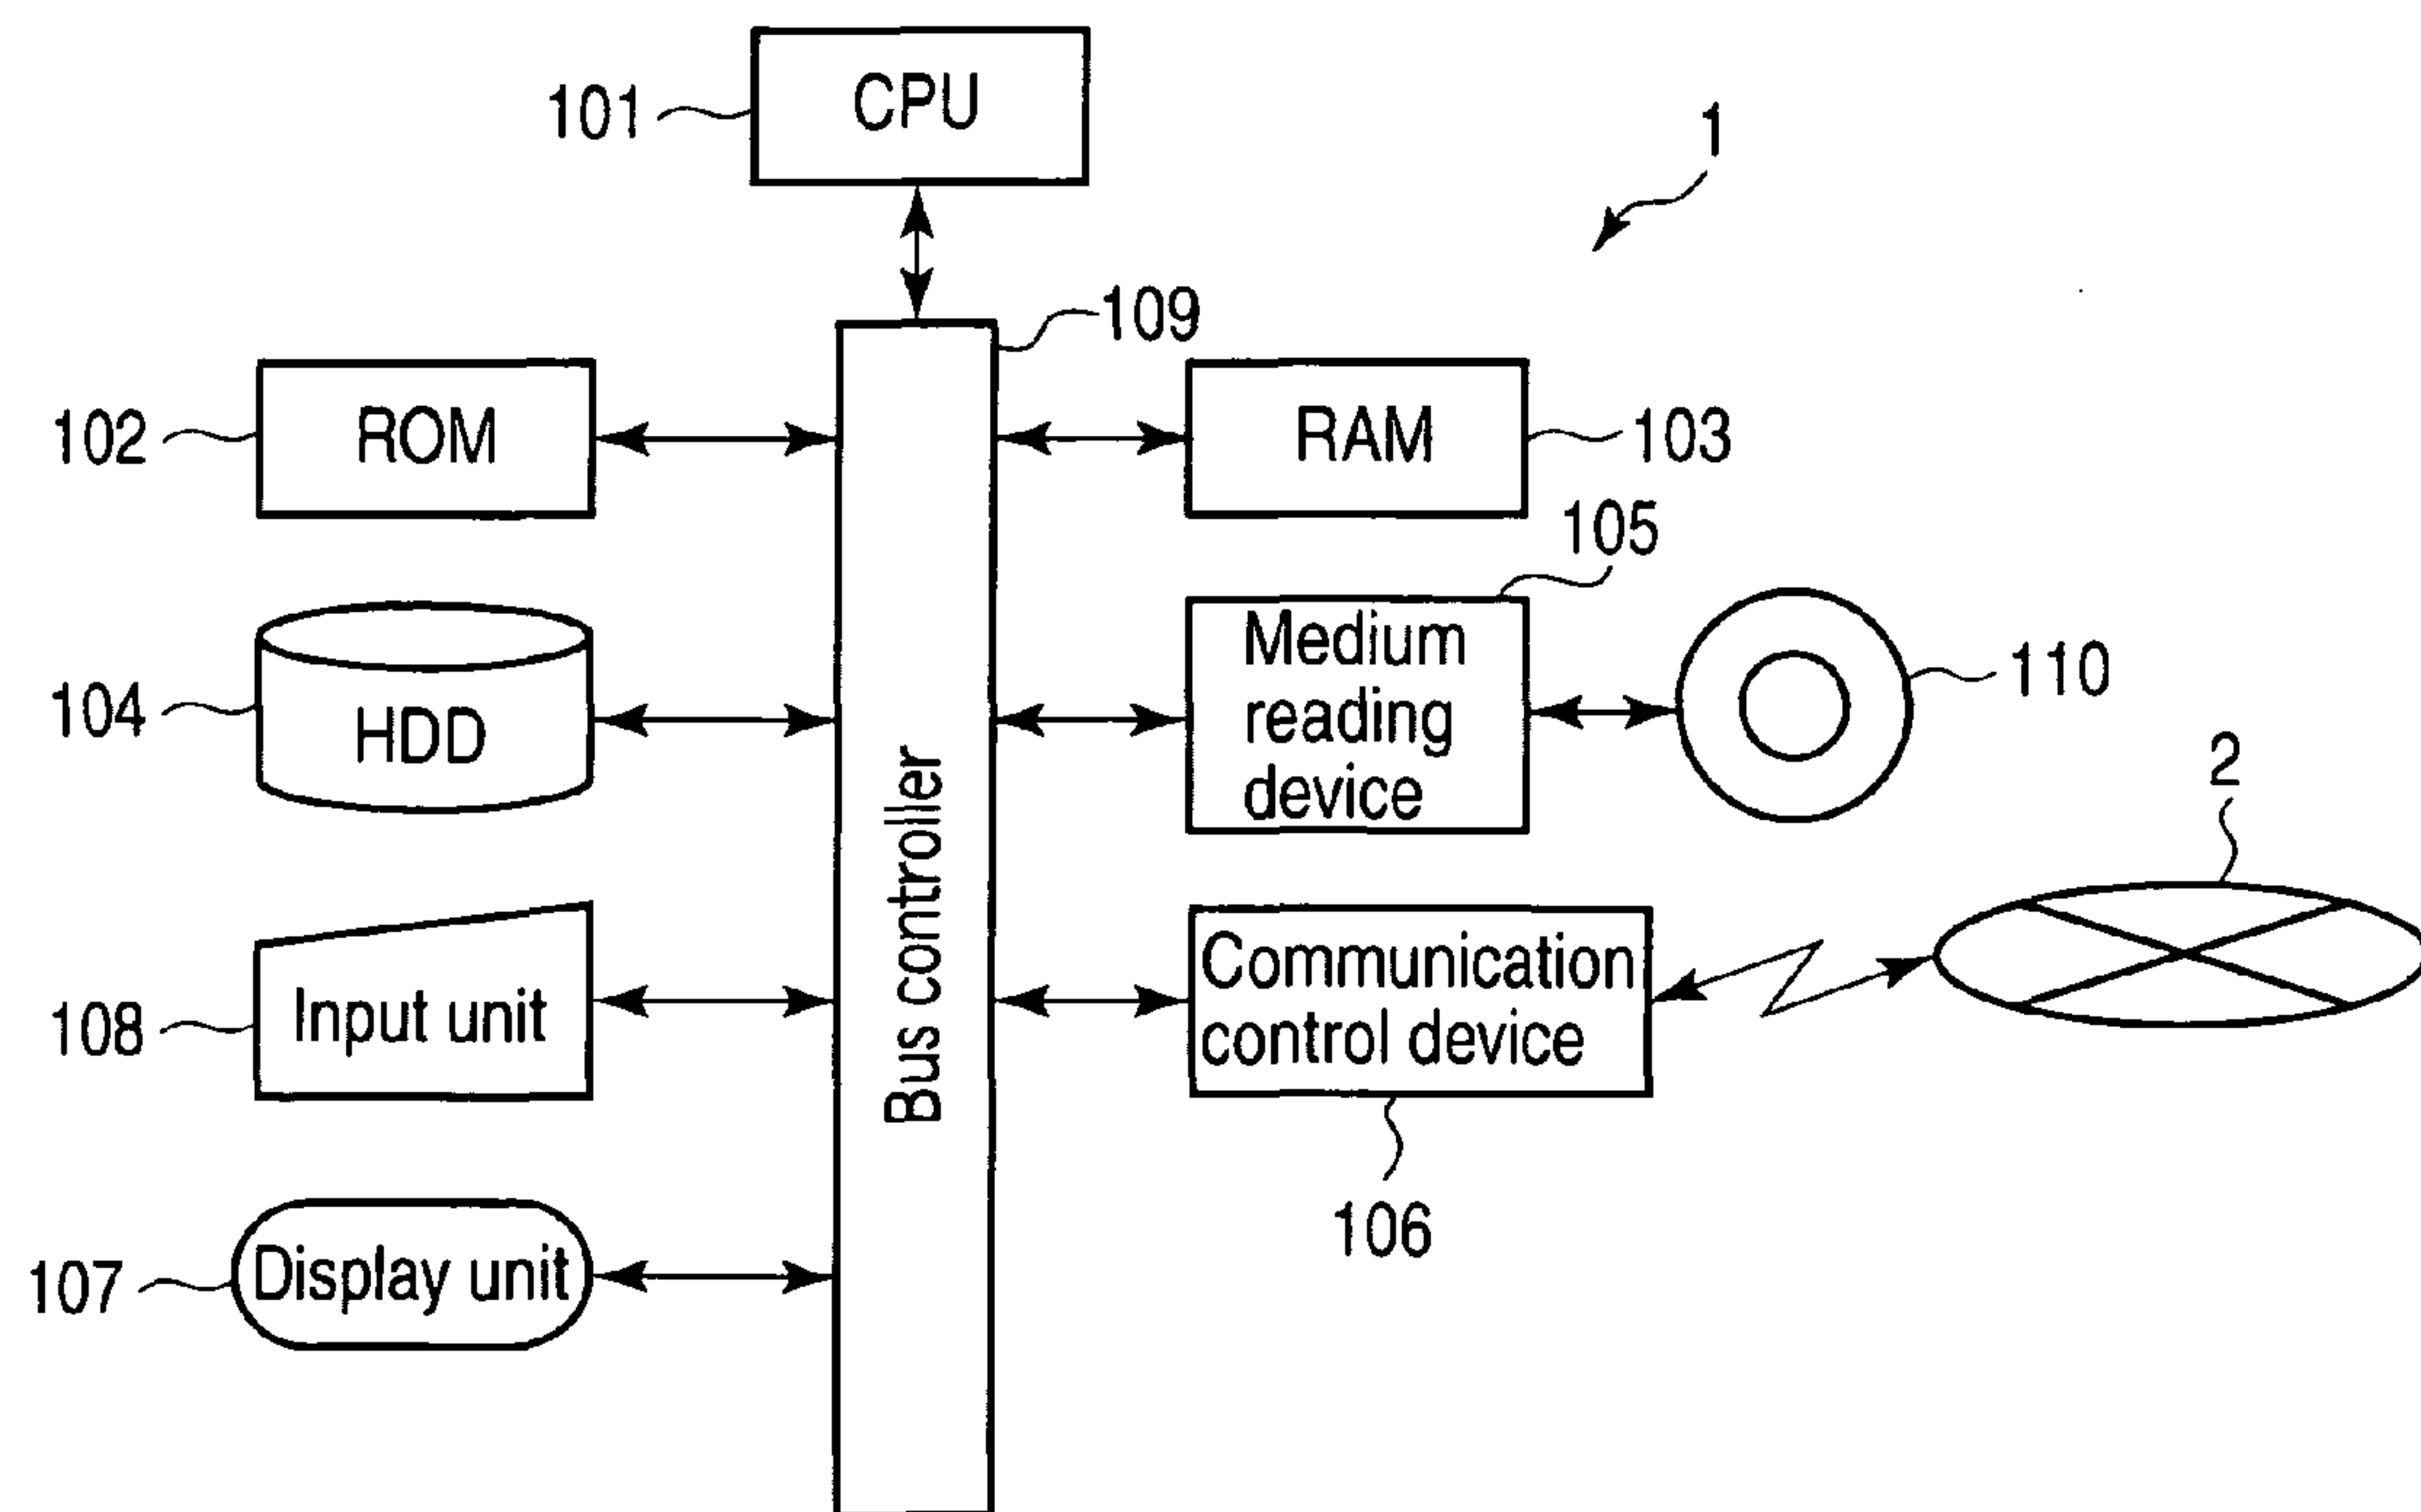 CPU
101
1
109
ROM
102
RAM
103
105
Medium
reading
device
110
HDD
104
2
Bus controller
Input unit
108
Communication
control device
106
Display unit
107